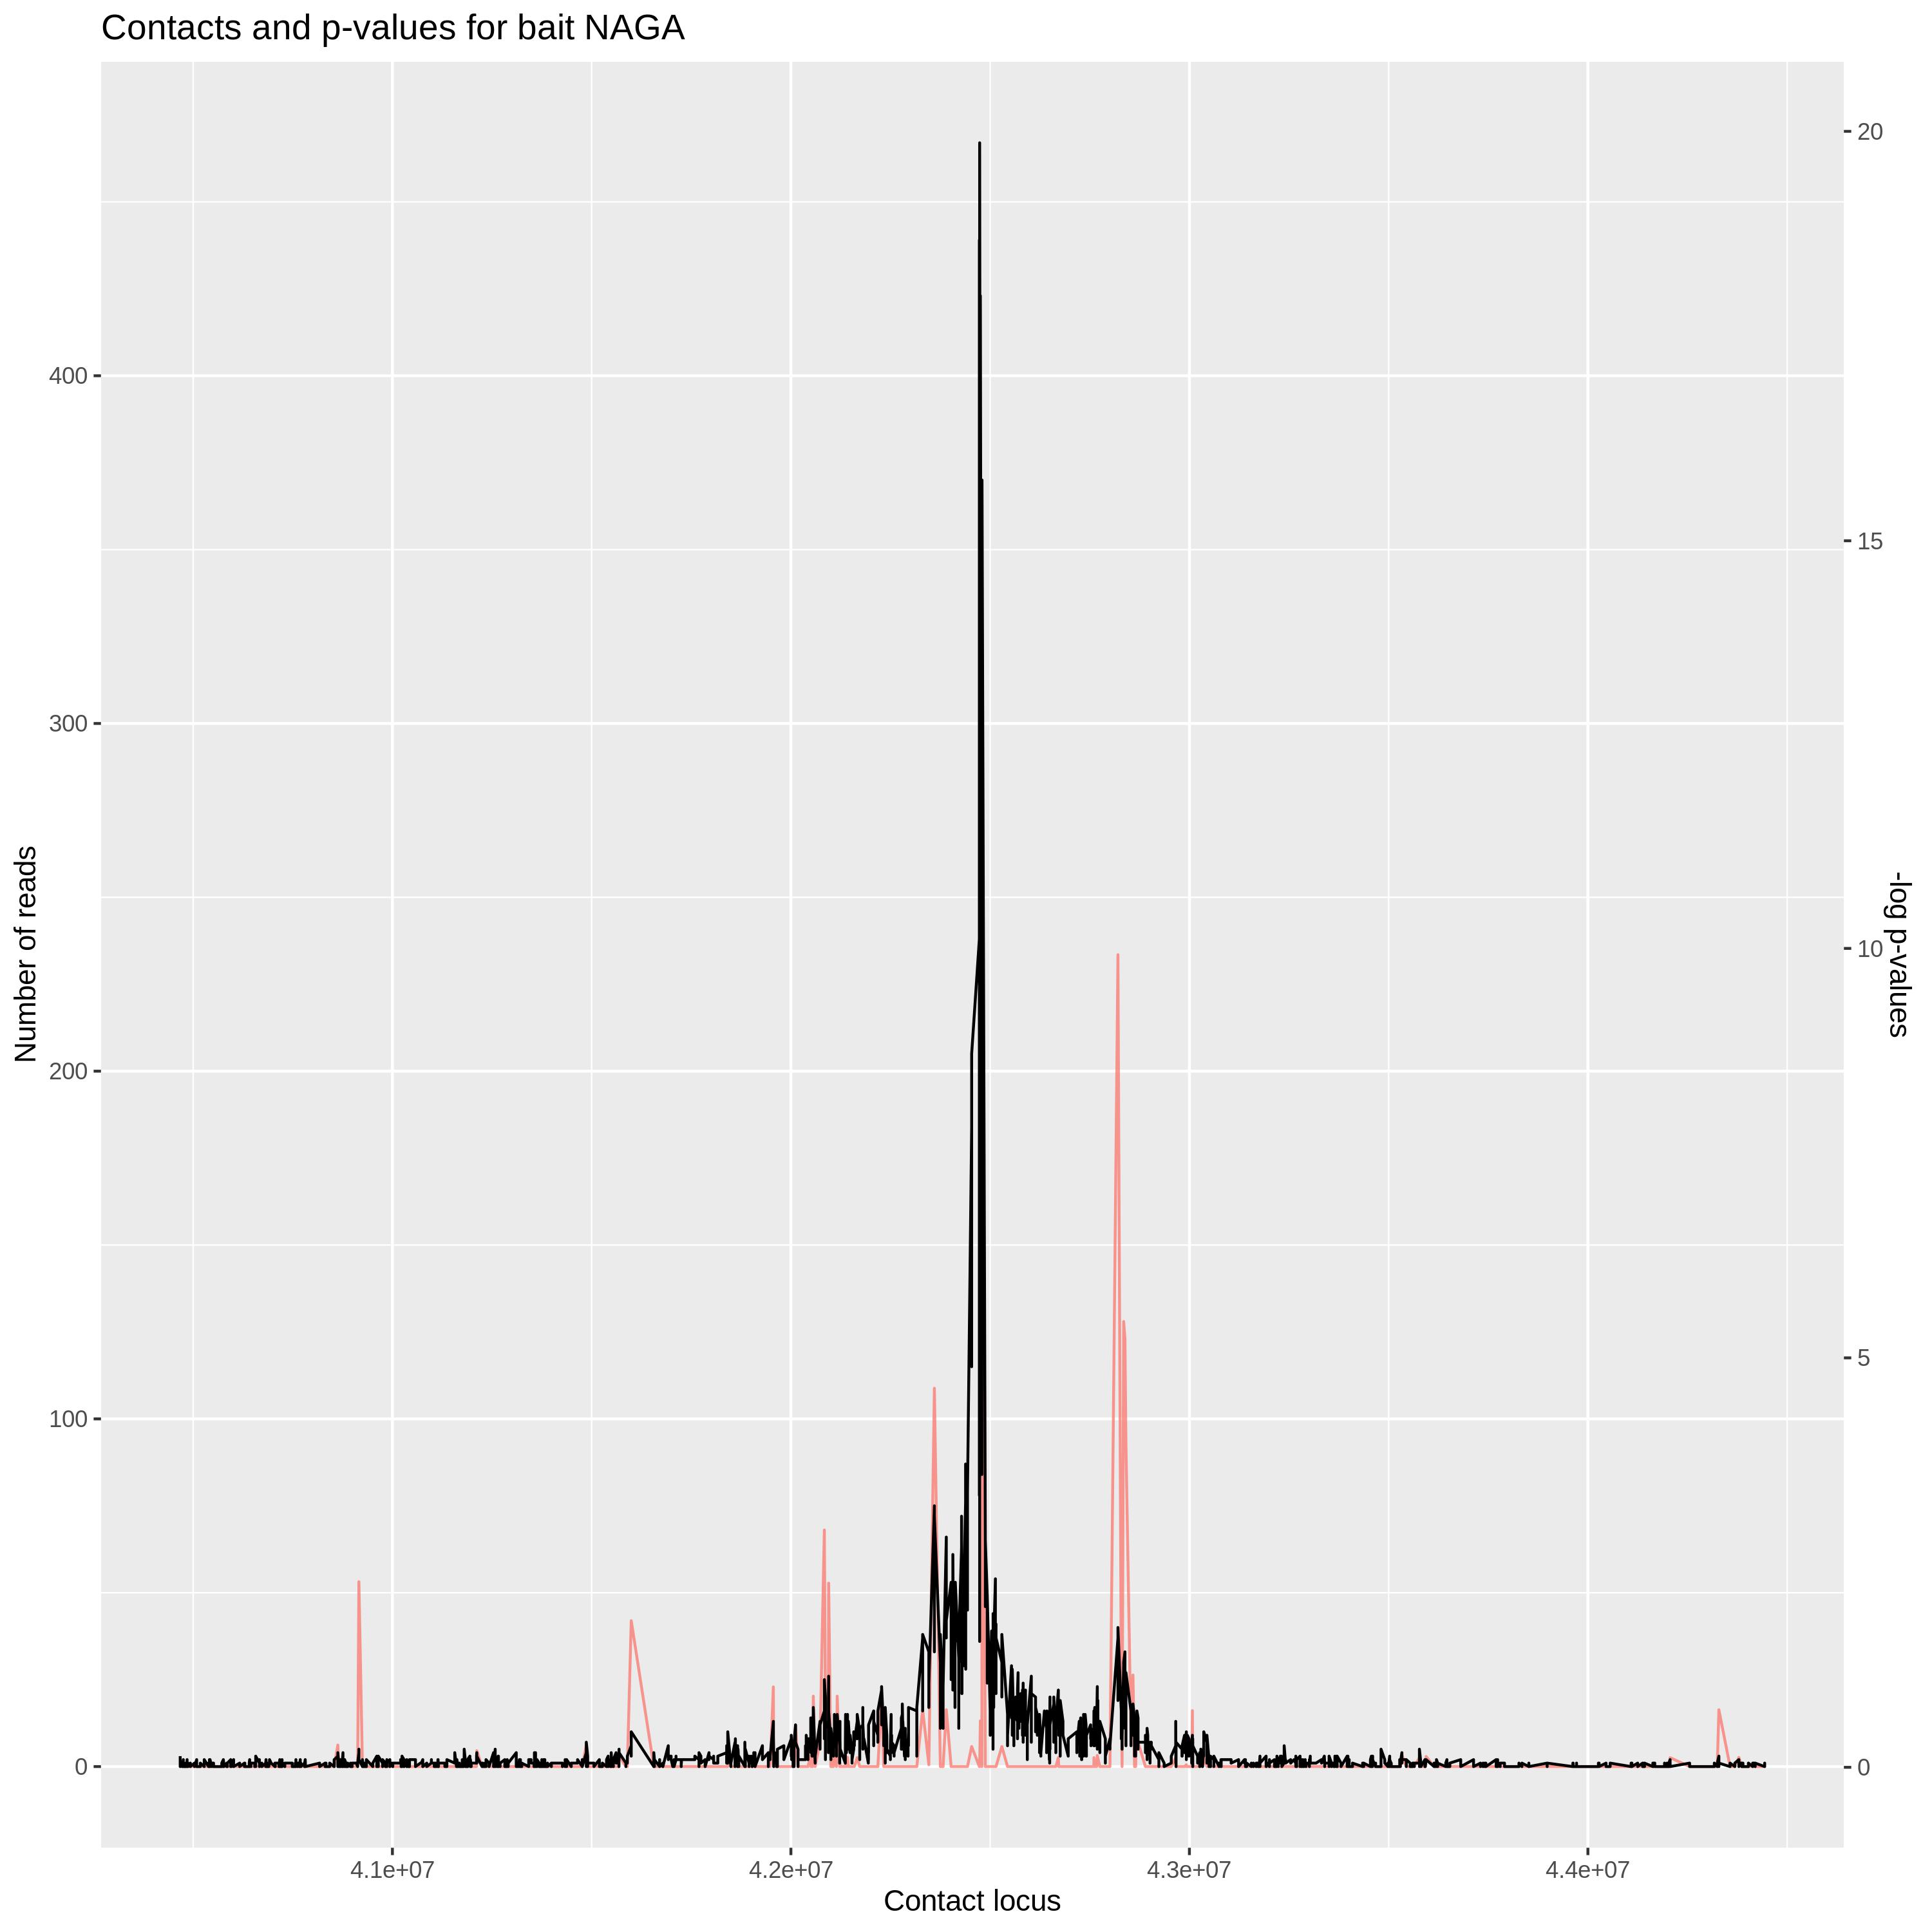 Contacts and p-values for bait NAGA
400
300
200
100
0
Number of reads
20
15
10
5
0
-log p-values
4.1e+07
4.2e+07
4.3e+07
4.4e+07
Contact locus